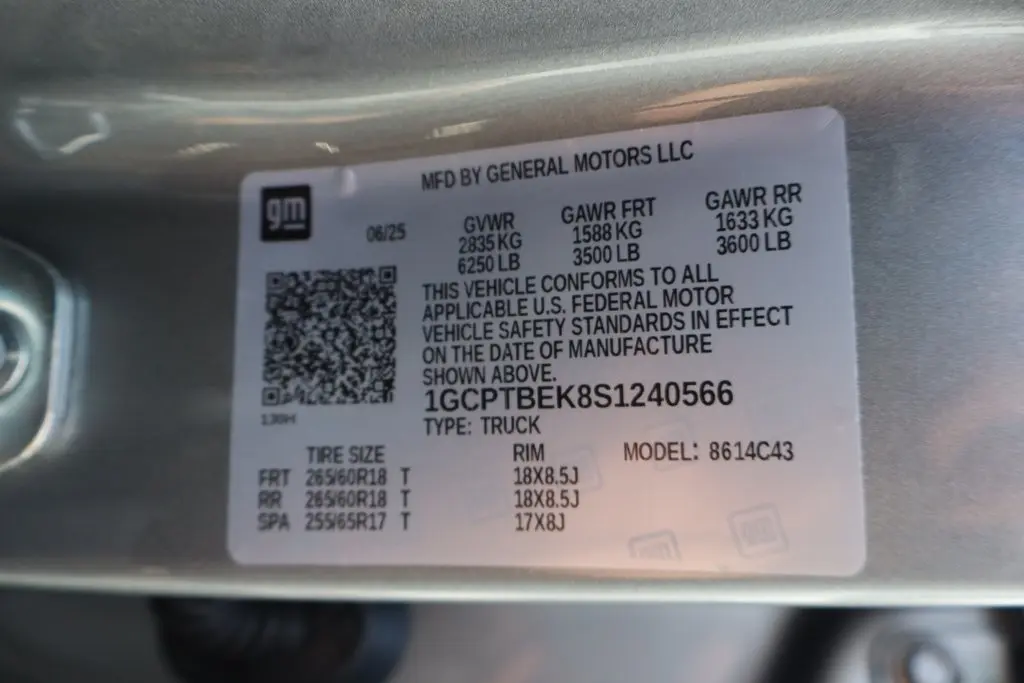 MFD BY GENERAL MOTORS LLC
gm
06/25
GVWR GAWR FRT GAWR RR
2835 KG 1588 KG 1633 KG
6250 LB 3500 LB 3600 LB
THIS VEHICLE CONFORMS TO ALL
APPLICABLE U.S. FEDERAL MOTOR
VEHICLE SAFETY STANDARDS IN EFFECT
ON THE DATE OF MANUFACTURE
SHOWN ABOVE.
1GCPTBEK8S1240566
TYPE: TRUCK
TIRE SIZE RIM MODEL: 8614C43
FRT 265/60R18 T 18X8.5J
RR 265/60R18 T 18X8.5J
SPA 255/65R17 T 17X8J